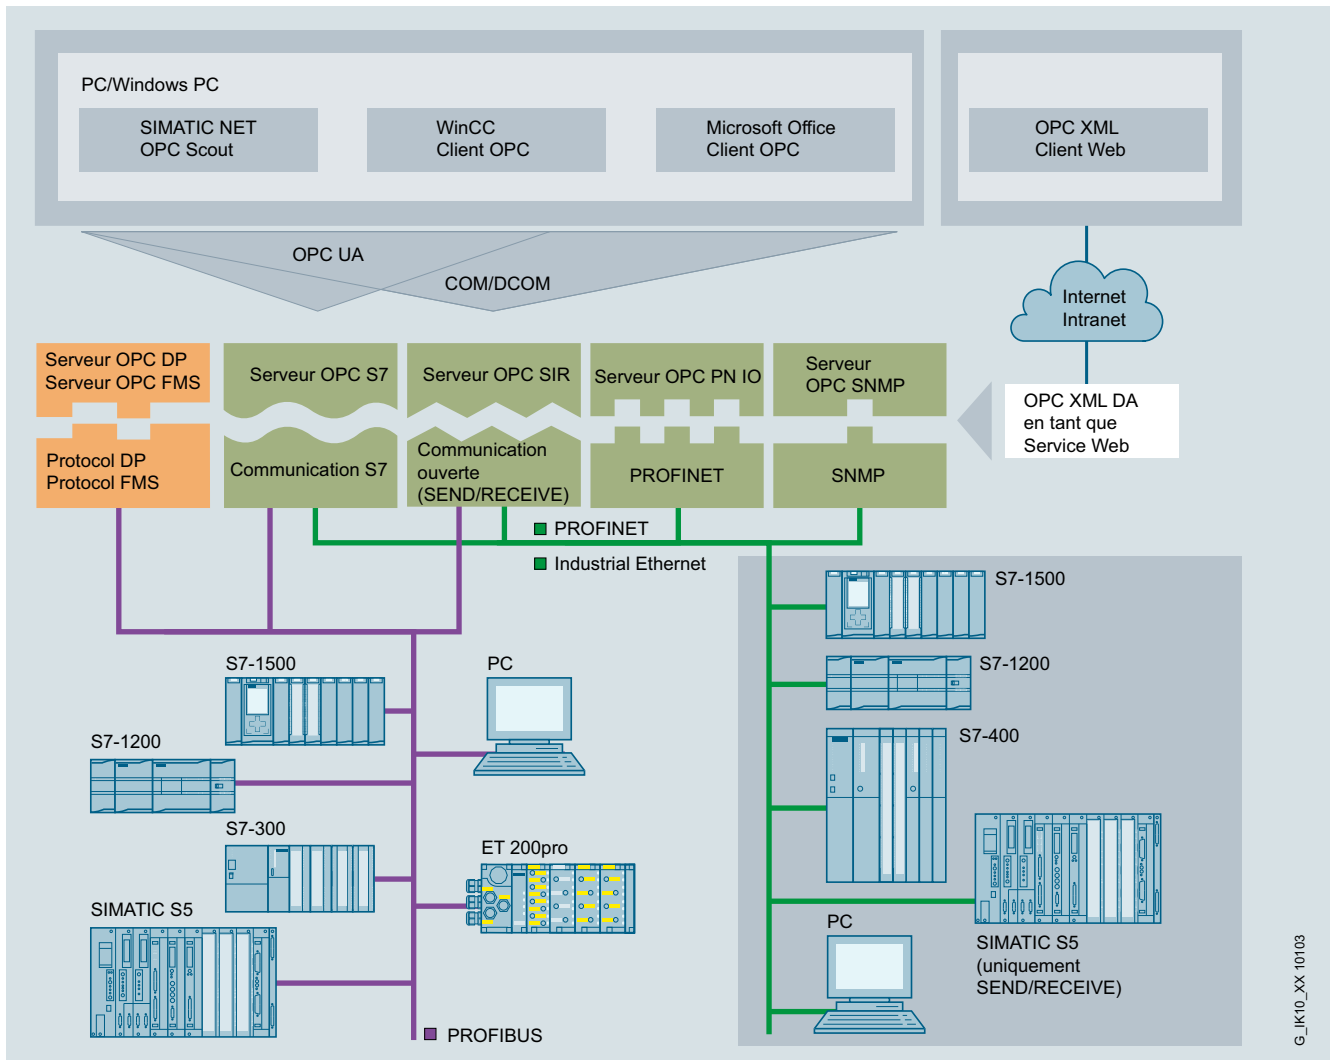 PC/Windows PC
SIMATIC NET
OPC Scout
WinCC
Client OPC
Microsoft Office
Client OPC
OPC XML
Client Web
OPC UA
COM/DCOM
Internet
Intranet
Serveur OPC DP
Serveur OPC FMS
Serveur OPC S7
Serveur OPC SIR
Serveur OPC PN IO
Serveur
OPC SNMP
OPC XML DA
en tant que
Service Web
Protocol DP
Protocol FMS
Communication S7
Communication
ouverte
(SEND/RECEIVE)
PROFINET
SNMP
PROFINET
Industrial Ethernet
S7-1500
S7-1200
S7-400
SIMATIC S5
(uniquement
SEND/RECEIVE)
PC
S7-1500
PC
S7-1200
S7-300
ET 200pro
SIMATIC S5
PROFIBUS
G_IK10_XX 10103